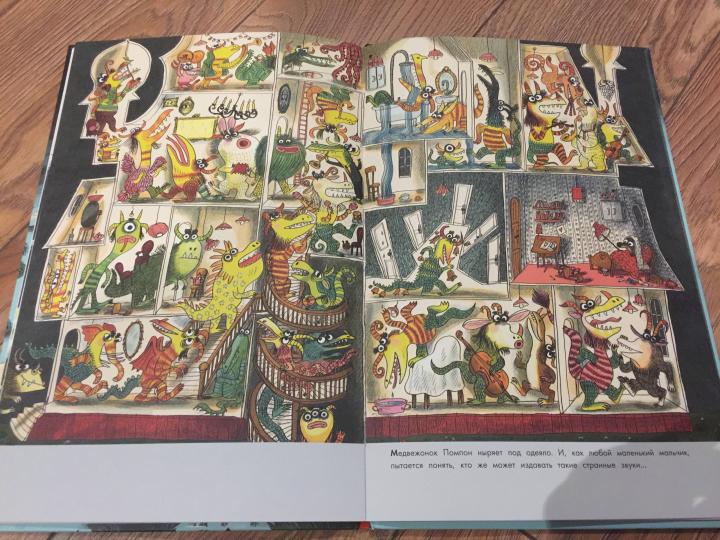 Медвежонок Помпон ныряет под одеяло. И, как любой маленький мальчик,
пытается понять, кто же может издавать такие странные звуки...